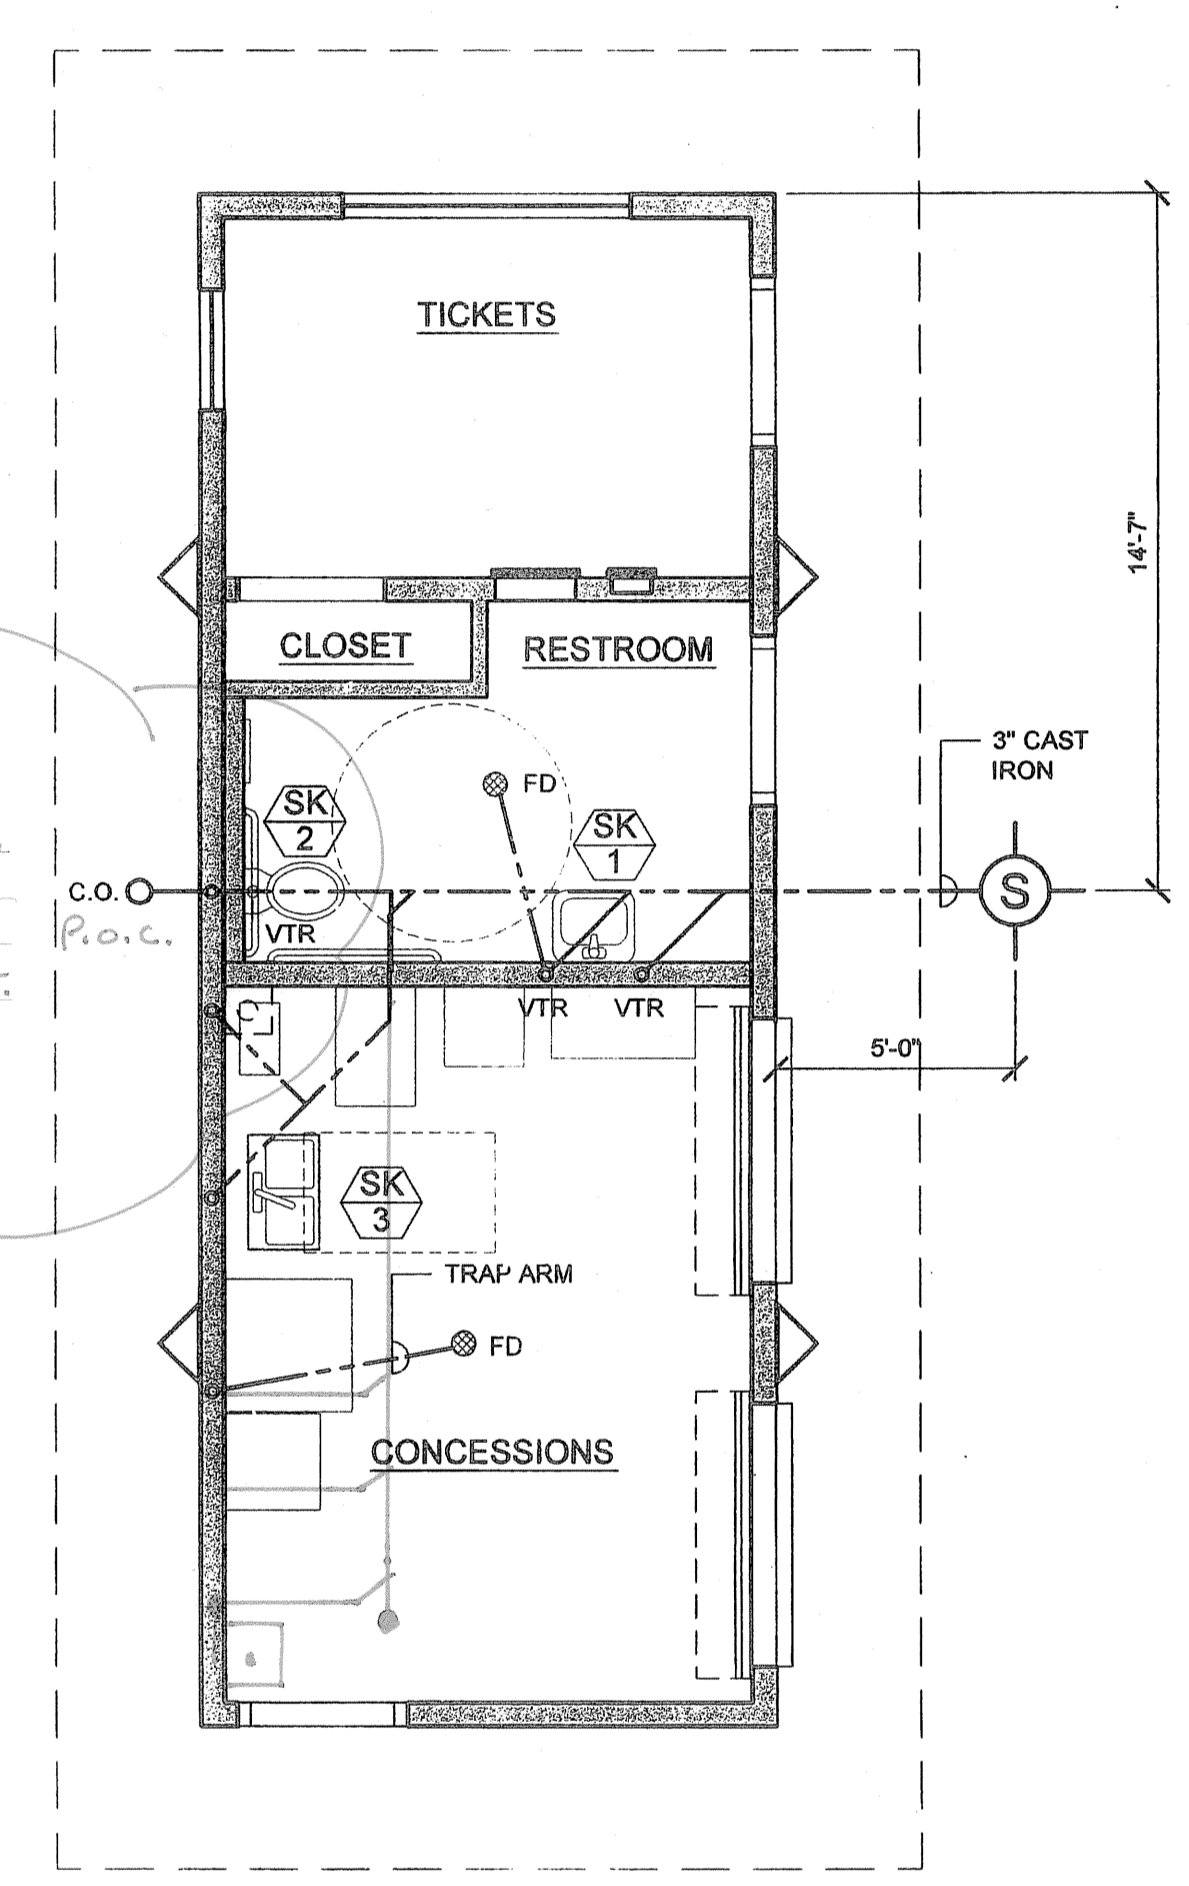 TICKETS
14'-7"
CLOSET
RESTROOM
3" CAST
IRON
FD
SK
2
SK
1
C.O.
P.O.C.
S
VTR
VTR
VTR
5'-0"
SK
3
TRAP ARM
FD
CONCESSIONS